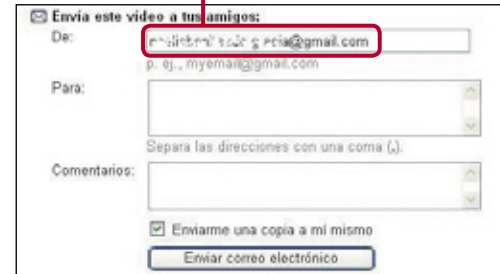 Envía este vídeo a tus amigos:
De:
@gmail.com
p. ej., myemail@gmail.com
Para:
Separa las direcciones con una coma (,).
Comentarios:
Enviarme una copia a mí mismo
Enviar correo electrónico